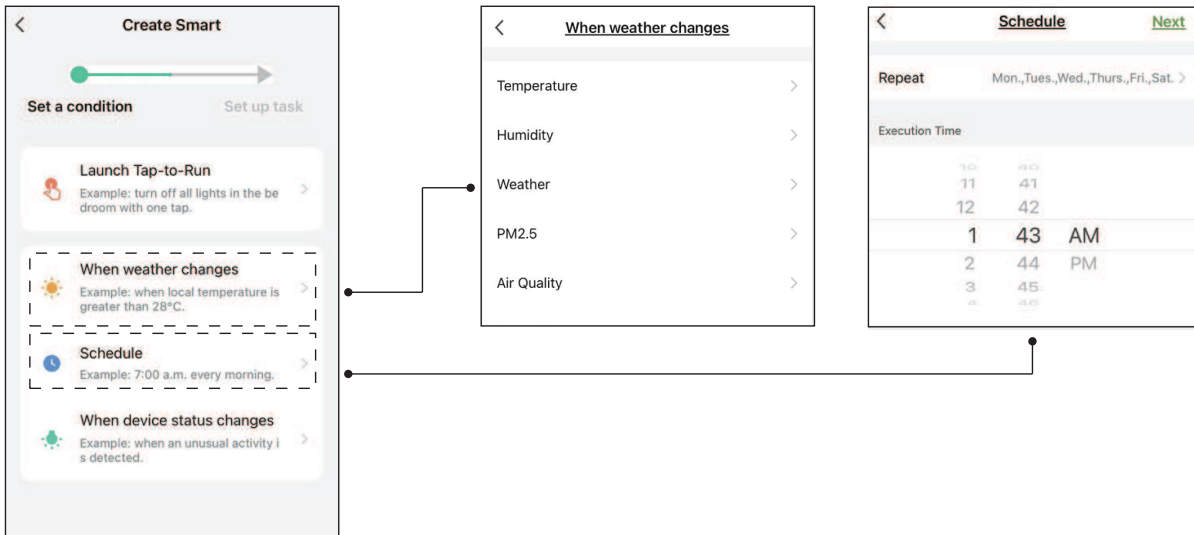 Create Smart
Set a condition
Set up task
Launch Tap-to-Run
Example: turn off all lights in the be
droom with one tap.
When weather changes
Example: when local temperature is
greater than 28°C.
Schedule
Example: 7:00 a.m. every morning.
When device status changes
Example: when an unusual activity i
s detected.
When weather changes
Temperature
Humidity
Weather
PM2.5
Air Quality
Schedule
Next
Repeat
Mon.,Tues.,Wed.,Thurs.,Fri.,Sat.
Execution Time
10 40
11 41
12 42
1 43 AM
2 44 PM
3 45
4 46